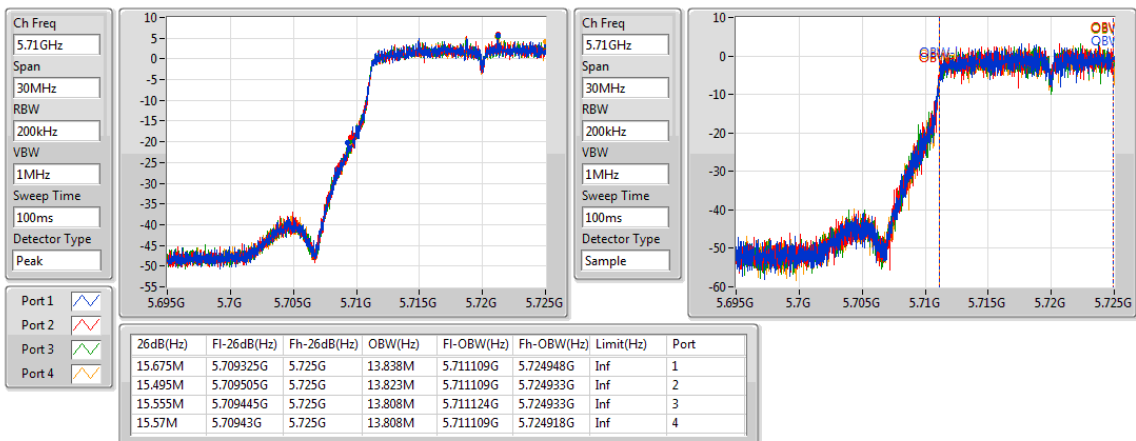 Ch Freq
5.71GHz
Span
30MHz
RBW
200kHz
VBW
1MHz
Sweep Time
100ms
Detector Type
Peak
10
5
0
-5
-10
-15
-20
-25
-30
-35
-40
-45
-50
-55
5.695G 5.7G 5.705G 5.71G 5.715G 5.72G 5.725G
Ch Freq
5.71GHz
Span
30MHz
RBW
200kHz
VBW
1MHz
Sweep Time
100ms
Detector Type
Sample
10
0
-10
-20
-30
-40
-50
-60
5.695G 5.7G 5.705G 5.71G 5.715G 5.72G 5.725G
Port 1
Port 2
Port 3
Port 4
26dB(Hz) Fl-26dB(Hz) Fh-26dB(Hz) OBW(Hz) Fl-OBW(Hz) Fh-OBW(Hz) Limit(Hz) Port
15.675M 5.709325G 5.725G 13.838M 5.711109G 5.724948G Inf 1
15.495M 5.709505G 5.725G 13.823M 5.711109G 5.724933G Inf 2
15.555M 5.709445G 5.725G 13.808M 5.711124G 5.724933G Inf 3
15.57M 5.70943G 5.725G 13.808M 5.711109G 5.724918G Inf 4